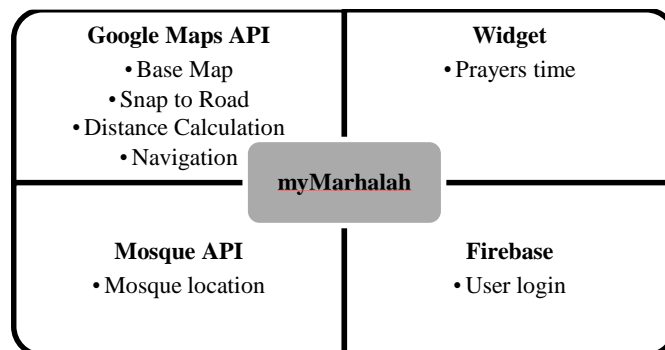 Google Maps API
• Base Map
• Snap to Road
• Distance Calculation
• Navigation
Widget
• Prayers time
myMarhalah
Mosque API
• Mosque location
Firebase
• User login